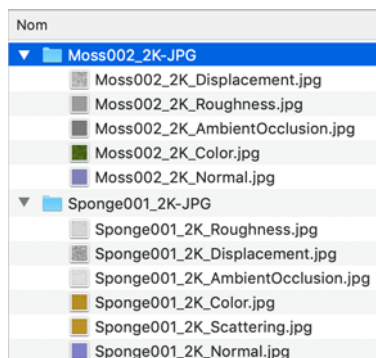 Nom
Moss002_2K-JPG
Moss002_2K_Displacement.jpg
Moss002_2K_Roughness.jpg
Moss002_2K_AmbientOcclusion.jpg
Moss002_2K_Color.jpg
Moss002_2K_Normal.jpg
Sponge001_2K-JPG
Sponge001_2K_Roughness.jpg
Sponge001_2K_Displacement.jpg
Sponge001_2K_AmbientOcclusion.jpg
Sponge001_2K_Color.jpg
Sponge001_2K_Scattering.jpg
Sponge001_2K_Normal.jpg